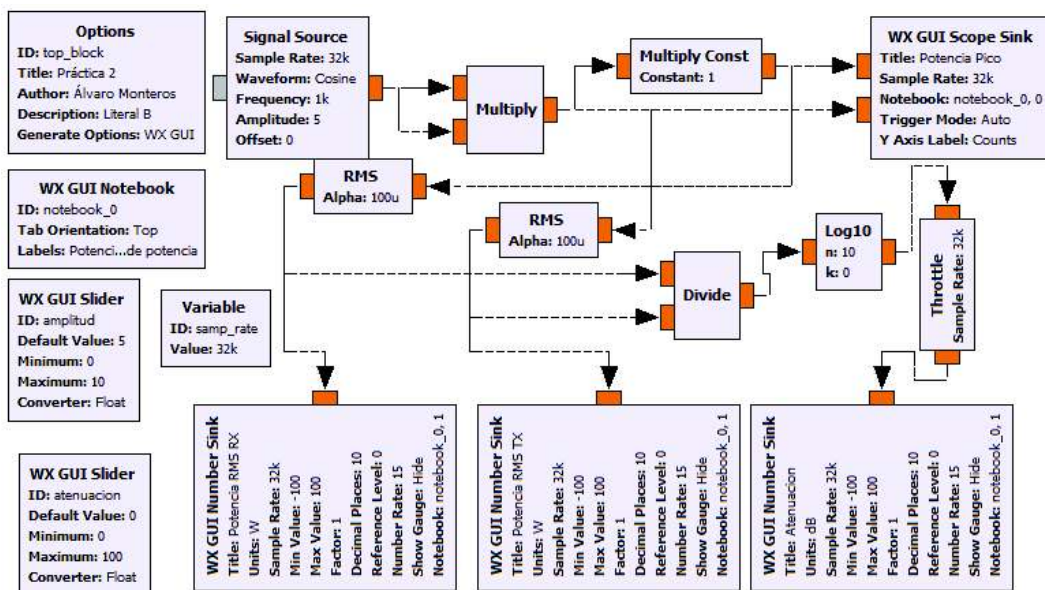 Options
ID: top_block
Title: Práctica 2
Author: Álvaro Monteros
Description: Literal B
Generate Options: WX GUI
Signal Source
Sample Rate: 32k
Waveform: Cosine
Frequency: 1k
Amplitude: 5
Offset: 0
Multiply
Multiply Const
Constant: 1
WX GUI Scope Sink
Title: Potencia Pico
Sample Rate: 32k
Notebook: notebook_0, 0
Trigger Mode: Auto
Y Axis Label: Counts
WX GUI Notebook
ID: notebook_0
Tab Orientation: Top
Labels: Potenci...de potencia
RMS
Alpha: 100u
RMS
Alpha: 100u
Log10
n: 10
k: 0
Throttle
Sample Rate: 32k
Divide
WX GUI Slider
ID: amplitud
Default Value: 5
Minimum: 0
Maximum: 10
Converter: Float
Variable
ID: samp_rate
Value: 32k
WX GUI Slider
ID: atenuacion
Default Value: 0
Minimum: 0
Maximum: 100
Converter: Float
WX GUI Number Sink
Title: Potencia RMS RX
Units: W
Sample Rate: 32k
Min Value: -100
Max Value: 100
Factor: 1
Decimal Places: 10
Reference Level: 0
Number Rate: 15
Show Gauge: Hide
Notebook: notebook_0, 1
WX GUI Number Sink
Title: Potencia RMS TX
Units: W
Sample Rate: 32k
Min Value: -100
Max Value: 100
Factor: 1
Decimal Places: 10
Reference Level: 0
Number Rate: 15
Show Gauge: Hide
Notebook: notebook_0, 1
WX GUI Number Sink
Title: Atenuacion
Units: dB
Sample Rate: 32k
Min Value: -100
Max Value: 100
Factor: 1
Decimal Places: 10
Reference Level: 0
Number Rate: 15
Show Gauge: Hide
Notebook: notebook_0, 1